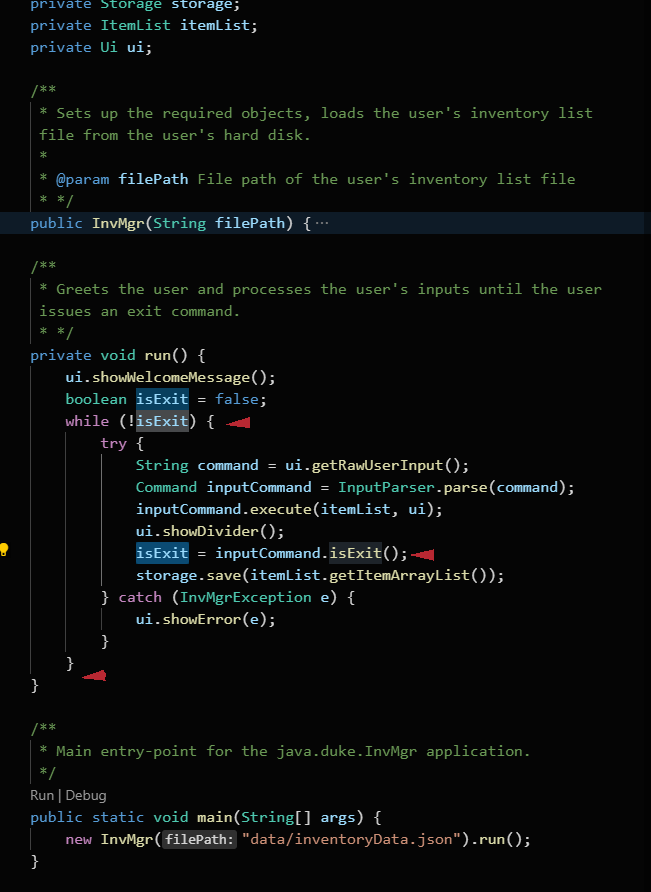 private Storage storage;
private ItemList itemList;
private Ui ui;
/**
* Sets up the required objects, loads the user's inventory list
file from the user's hard disk.
*
* @param filePath File path of the user's inventory list file
* */
public InvMgr(String filePath) { ···
/**
* Greets the user and processes the user's inputs until the user
issues an exit command.
* */
private void run() {
ui.showWelcomeMessage();
boolean isExit = false;
while (!isExit) {
try {
String command = ui.getRawUserInput();
Command inputCommand = InputParser.parse(command);
inputCommand.execute(itemList, ui);
ui.showDivider();
isExit = inputCommand.isExit();
storage.save(itemList.getItemArrayList());
} catch (InvMgrException e) {
ui.showError(e);
}
}
}
/**
* Main entry-point for the java.duke.InvMgr application.
*/
Run | Debug
public static void main(String[] args) {
new InvMgr(filePath: "data/inventoryData.json").run();
}